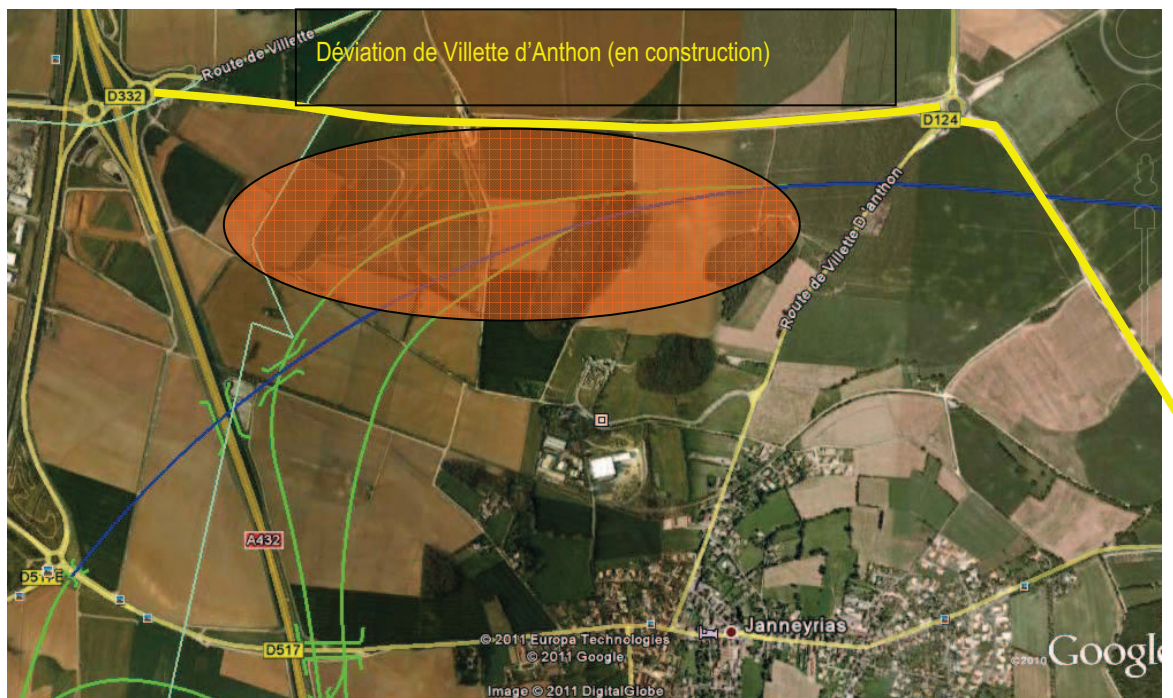 Déviation de Villette d'Anthon (en construction)
Route de Villette
D332
D124
Route de Villette D'anthon
A432
D517E
D517
Janneyrias
© 2011 Europa Technologies
© 2011 Google
Image © 2011 DigitalGlobe
©2010 Google